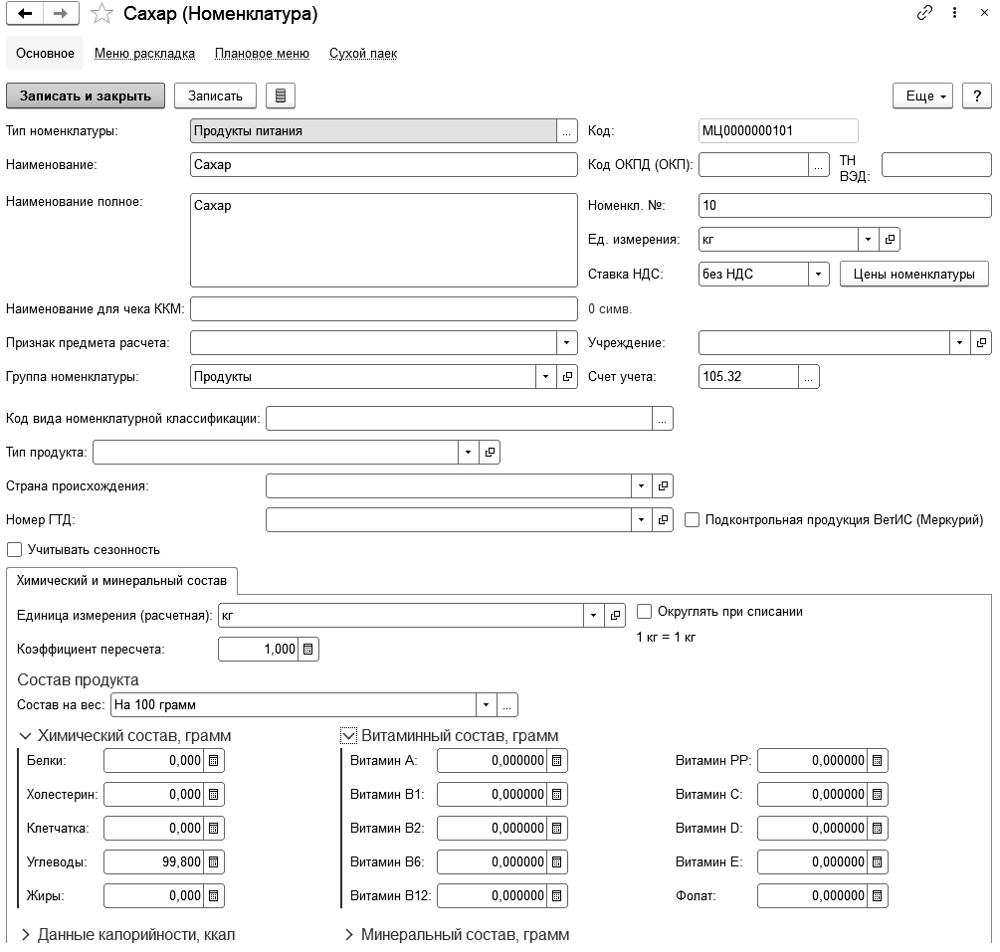 Сахар (Номенклатура)
Основное Меню раскладка Плановое меню Сухой паек
Записать и закрыть Записать Еще ?
Тип номенклатуры: Продукты питания ... Код: МЦ0000000101
Наименование: Сахар Код ОКПД (ОКП): ... ТН ВЭД:
Наименование полное: Сахар Номенкл. №: 10
Ед. измерения: кг
Ставка НДС: без НДС Цены номенклатуры
Наименование для чека ККМ: 0 симв.
Признак предмета расчета: Учреждение:
Группа номенклатуры: Продукты Счет учета: 105.32 ...
Код вида номенклатурной классификации: ...
Тип продукта:
Страна происхождения:
Номер ГТД: Подконтрольная продукция ВетИС (Меркурий)
Учитывать сезонность
Химический и минеральный состав
Единица измерения (расчетная): кг Округлять при списании
1 кг = 1 кг
Коэффициент пересчета: 1,000
Состав продукта
Состав на вес: На 100 грамм ...
Химический состав, грамм Витаминный состав, грамм
Белки: 0,000 Витамин А: 0,000000 Витамин PP: 0,000000
Холестерин: 0,000 Витамин B1: 0,000000 Витамин C: 0,000000
Клетчатка: 0,000 Витамин B2: 0,000000 Витамин D: 0,000000
Углеводы: 99,800 Витамин B6: 0,000000 Витамин E: 0,000000
Жиры: 0,000 Витамин B12: 0,000000 Фолат: 0,000000
Данные калорийности, ккал Минеральный состав, грамм